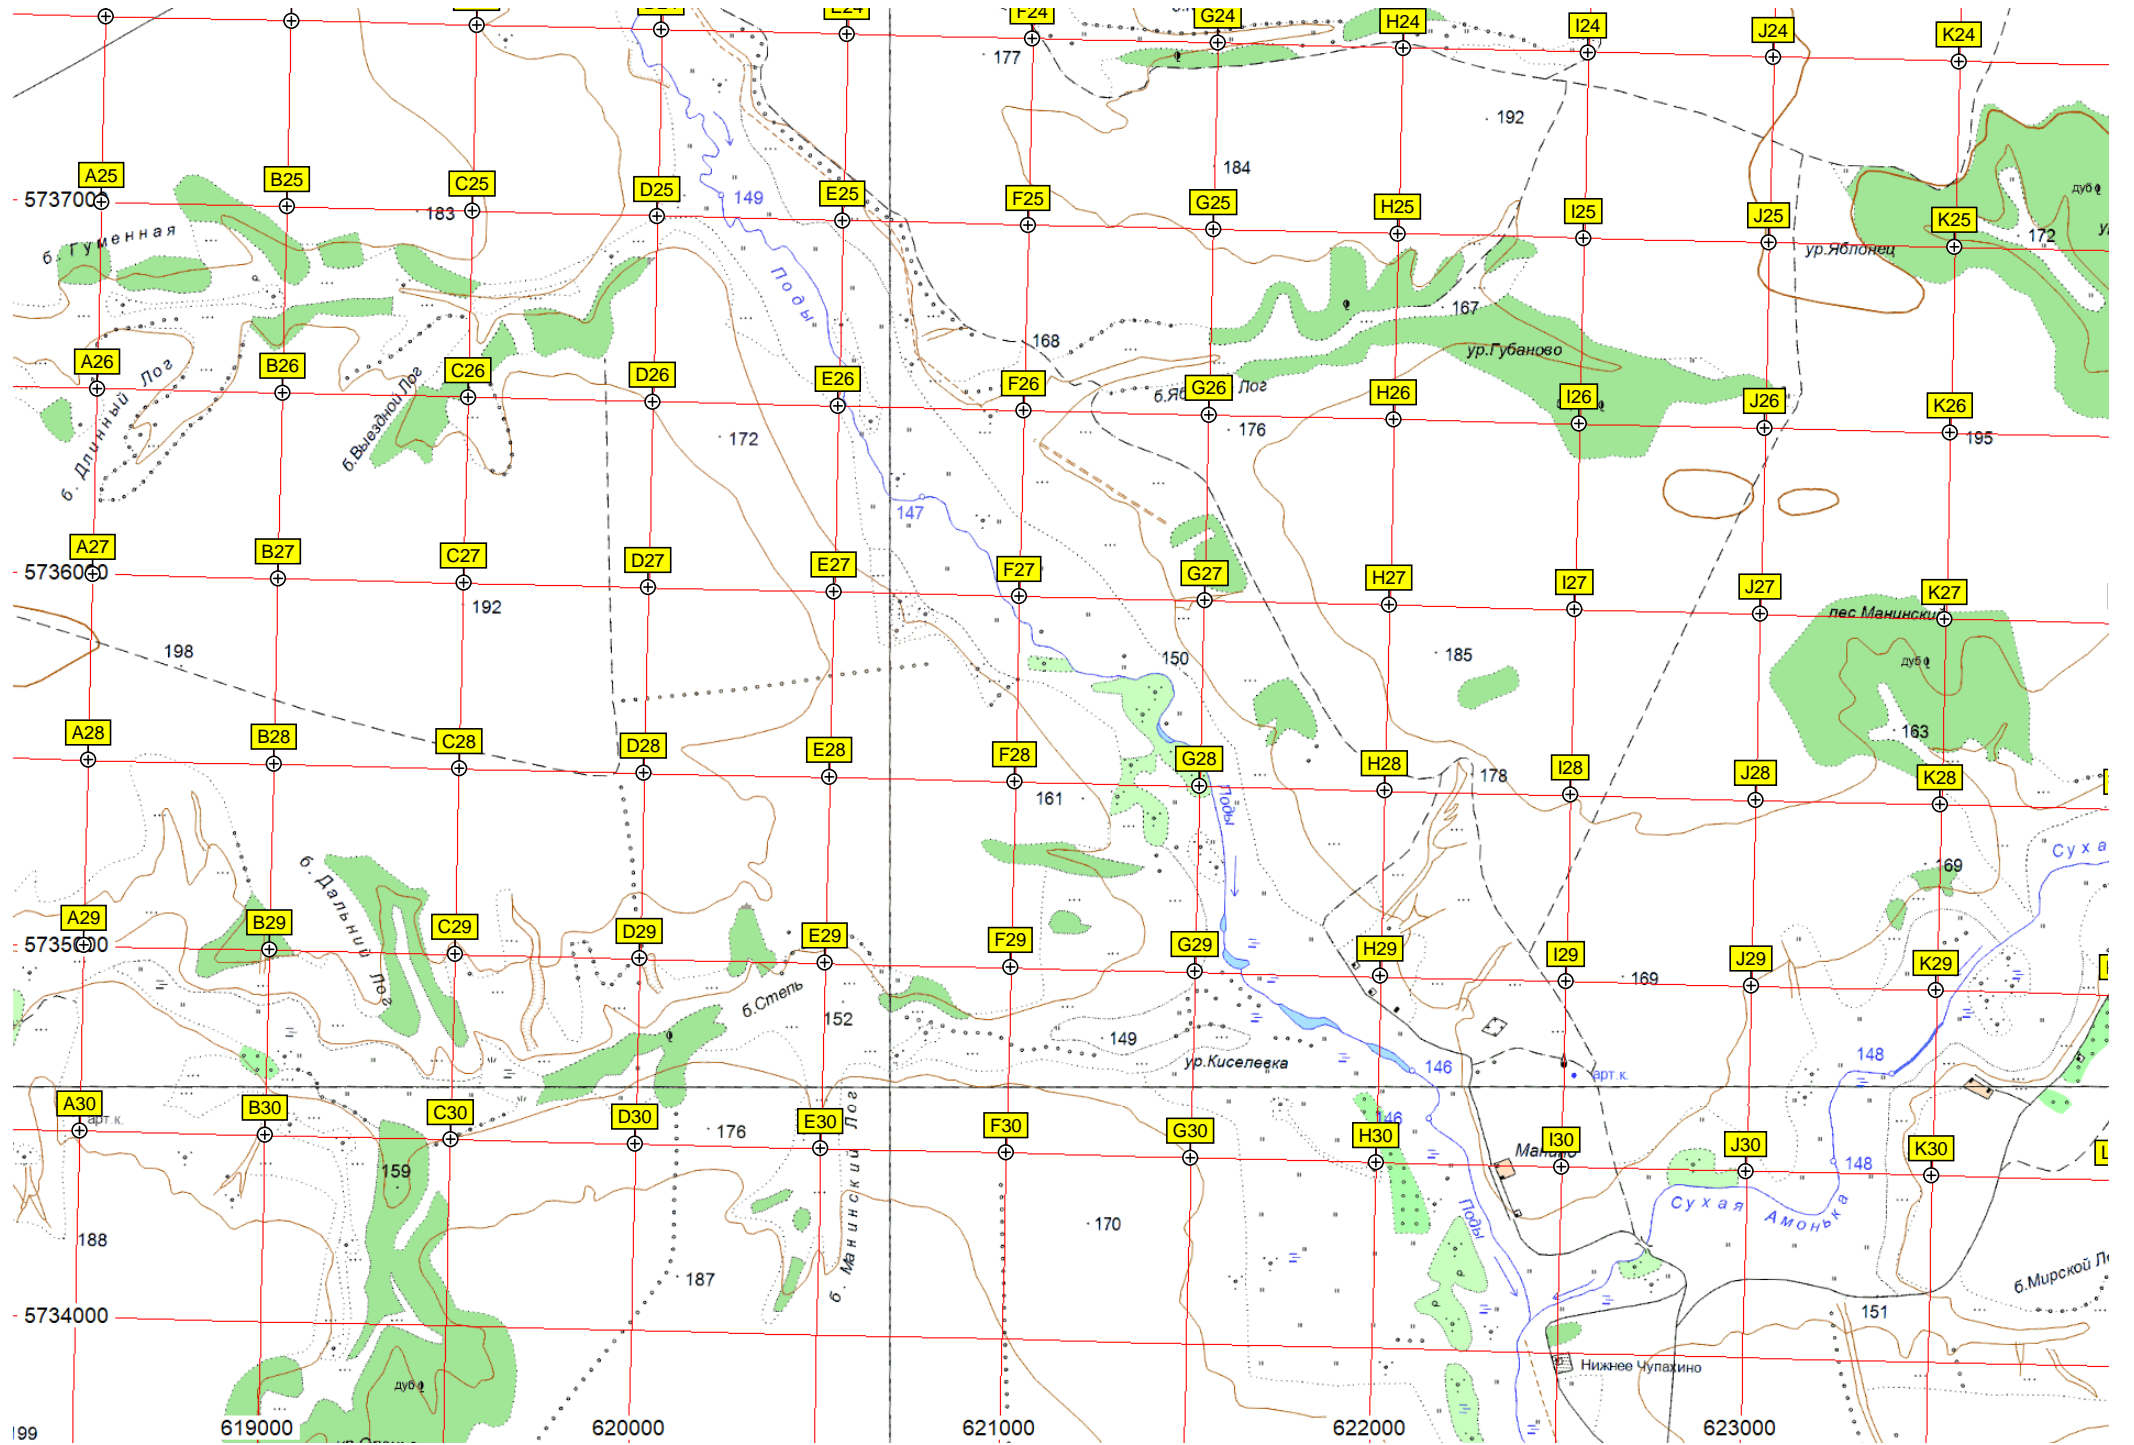 F24
G24
H24
I24
J24
K24
177
192
184
A25
B25
C25
D25
E25
F25
G25
H25
I25
J25
K25
5737000
183
149
дуб
172
б. Гуменная
ур.Яблонец
Поды
167
168
ур.Губаново
A26
B26
C26
D26
E26
F26
G26
H26
I26
J26
K26
Лог
б. Длинный Лог
б.Выездной Лог
172
176
195
147
A27
B27
C27
D27
E27
F27
G27
H27
I27
J27
K27
5736000
192
лес Манинский
198
150
185
дуб
163
A28
B28
C28
D28
E28
F28
G28
H28
I28
J28
K28
178
161
Поды
Суха
169
б. Дальний Лог
A29
B29
C29
D29
E29
F29
G29
H29
I29
J29
K29
5735000
169
б.Степь
152
149
ур.Киселевка
146
148
арт.к.
A30
B30
C30
D30
E30
F30
G30
H30
I30
J30
K30
арт.к.
176
146
159
148
188
б. Манинский Лог
170
Поды
Сухая Амонька
187
б.Мирской
151
5734000
Нижнее Чупахино
дуб
199
619000
620000
621000
622000
623000